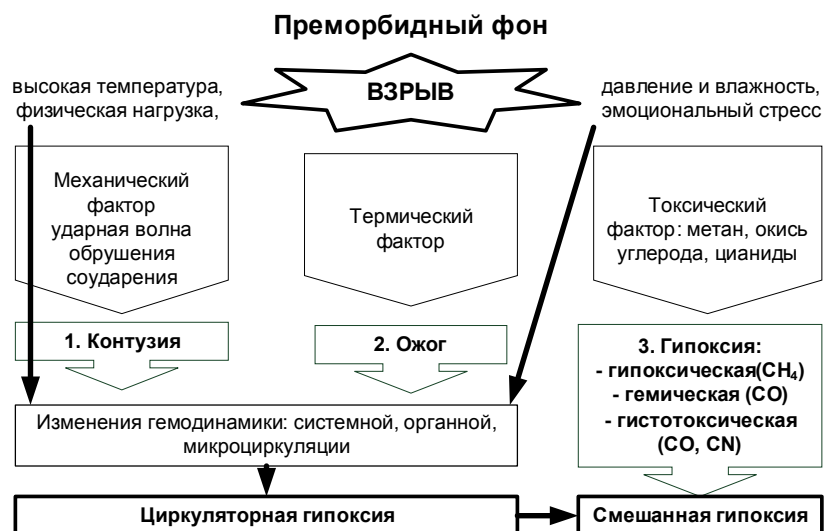 Преморбидный фон
высокая температура,
физическая нагрузка,
ВЗРЫВ
давление и влажность,
эмоциональный стресс
Механический
фактор
ударная волна
обрушения
соударения
Термический
фактор
Токсический
фактор: метан, окись
углерода, цианиды
1. Контузия
2. Ожог
3. Гипоксия:
- гипоксическая(CH₄)
- гемическая (CO)
- гистотоксическая
(CO, CN)
Изменения гемодинамики: системной, органной,
микроциркуляции
Циркуляторная гипоксия
Смешанная гипоксия